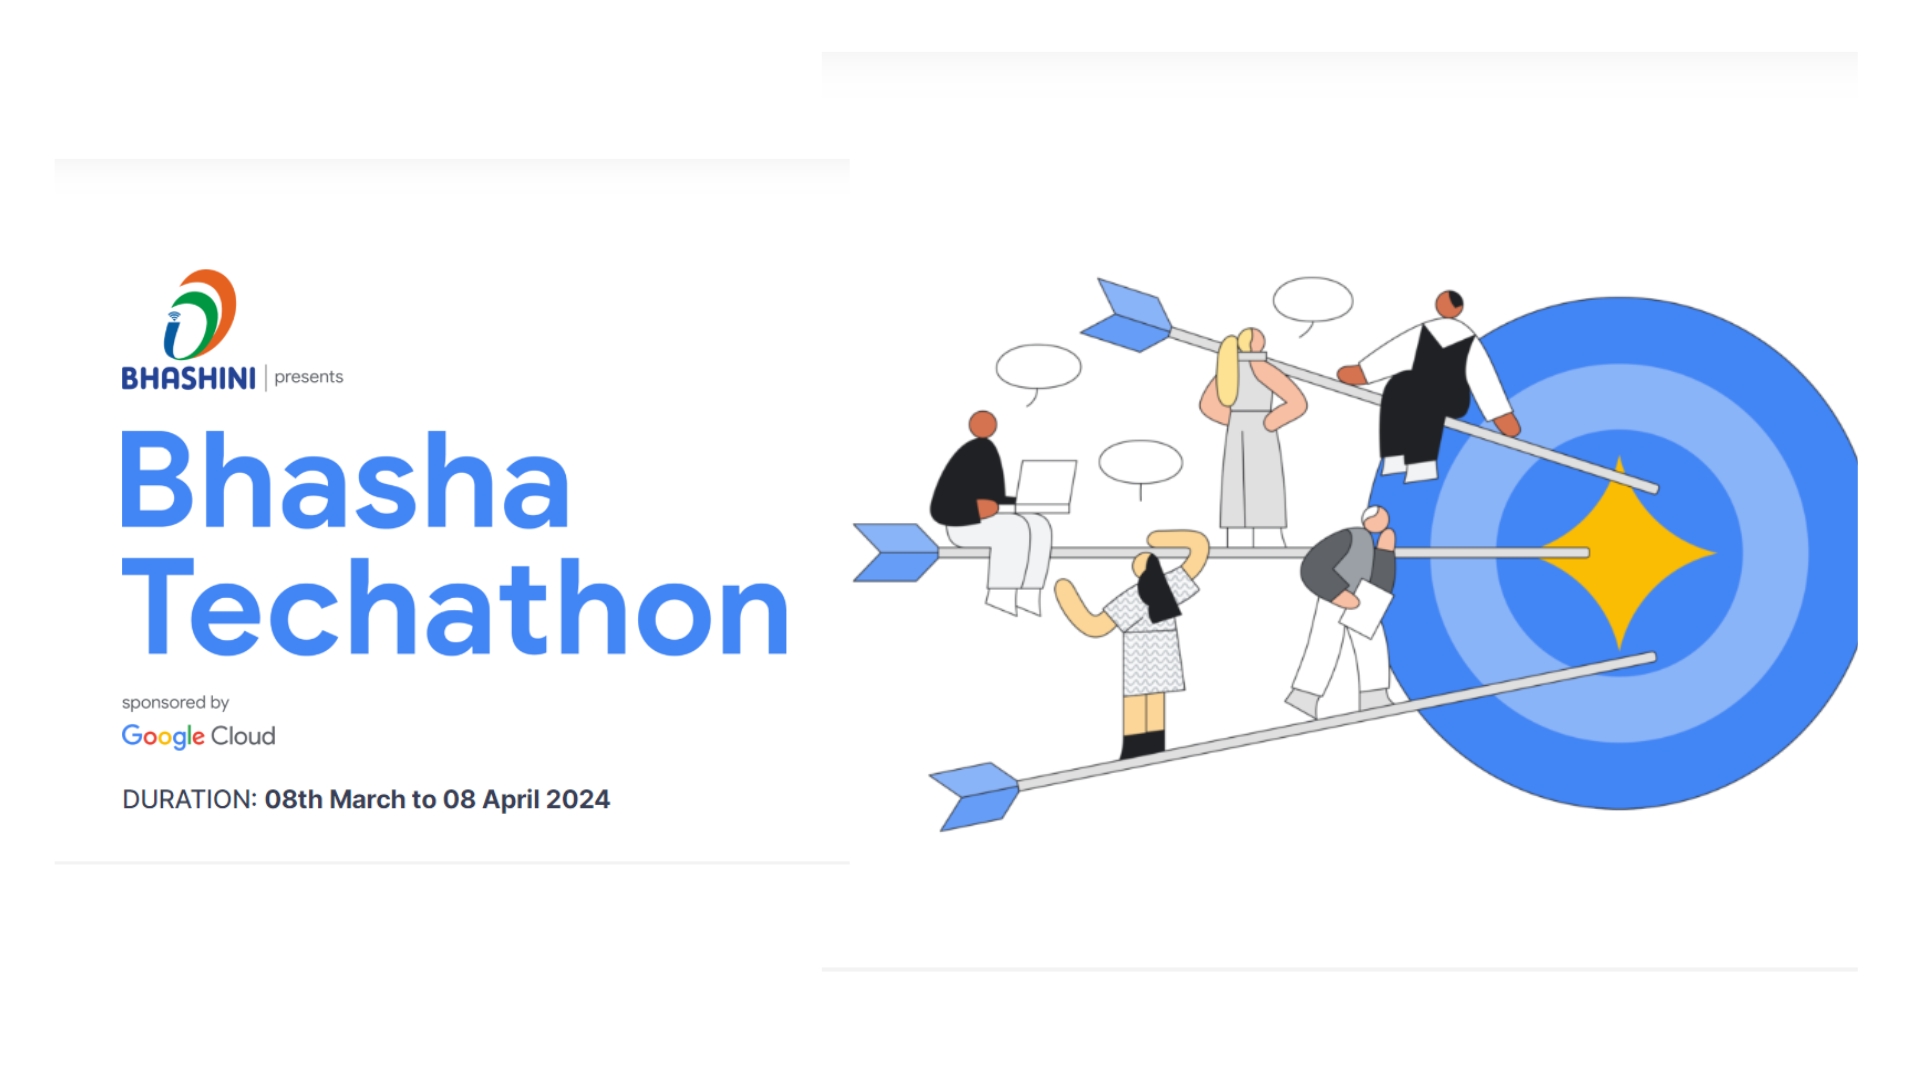 BHASHINI | presents
Bhasha
Techathon
sponsored by
Google Cloud
DURATION: 08th March to 08 April 2024